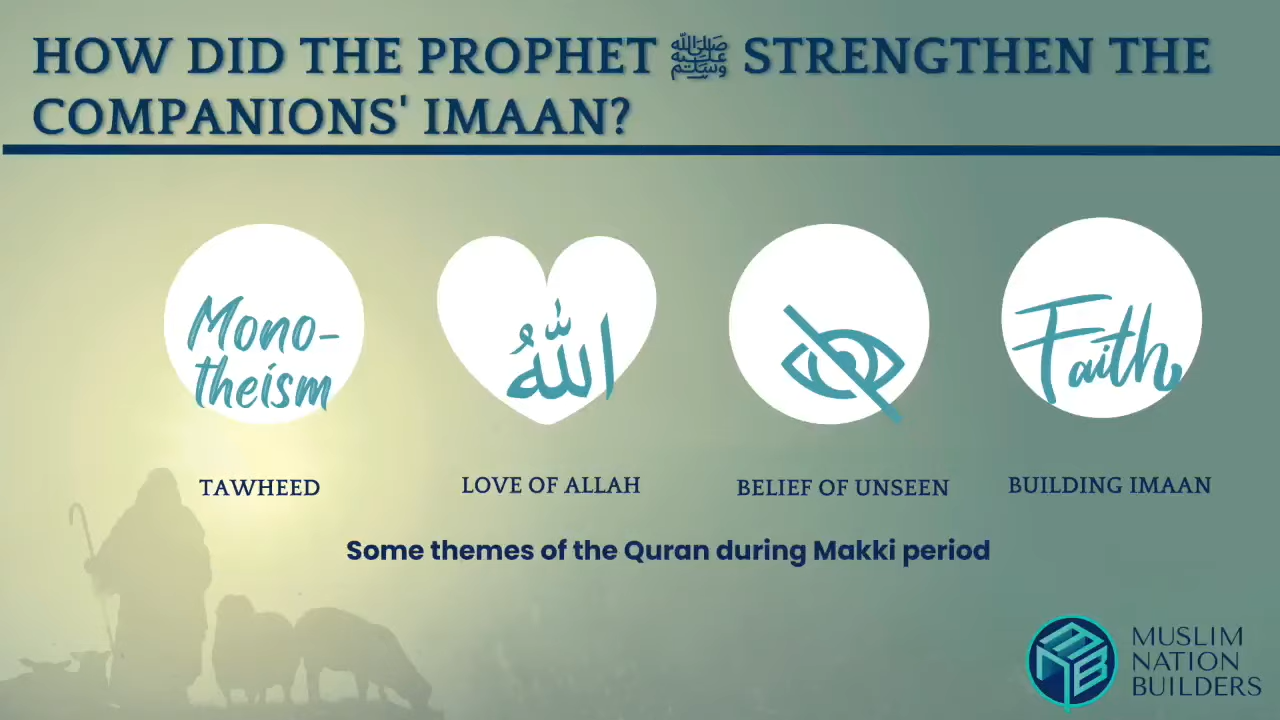 HOW DID THE PROPHET ﷺ STRENGTHEN THE
COMPANIONS' IMAAN?
Mono-
theism
الله
Faith
TAWHEED
LOVE OF ALLAH
BELIEF OF UNSEEN
BUILDING IMAAN
Some themes of the Quran during Makki period
MNB
MUSLIM
NATION
BUILDERS